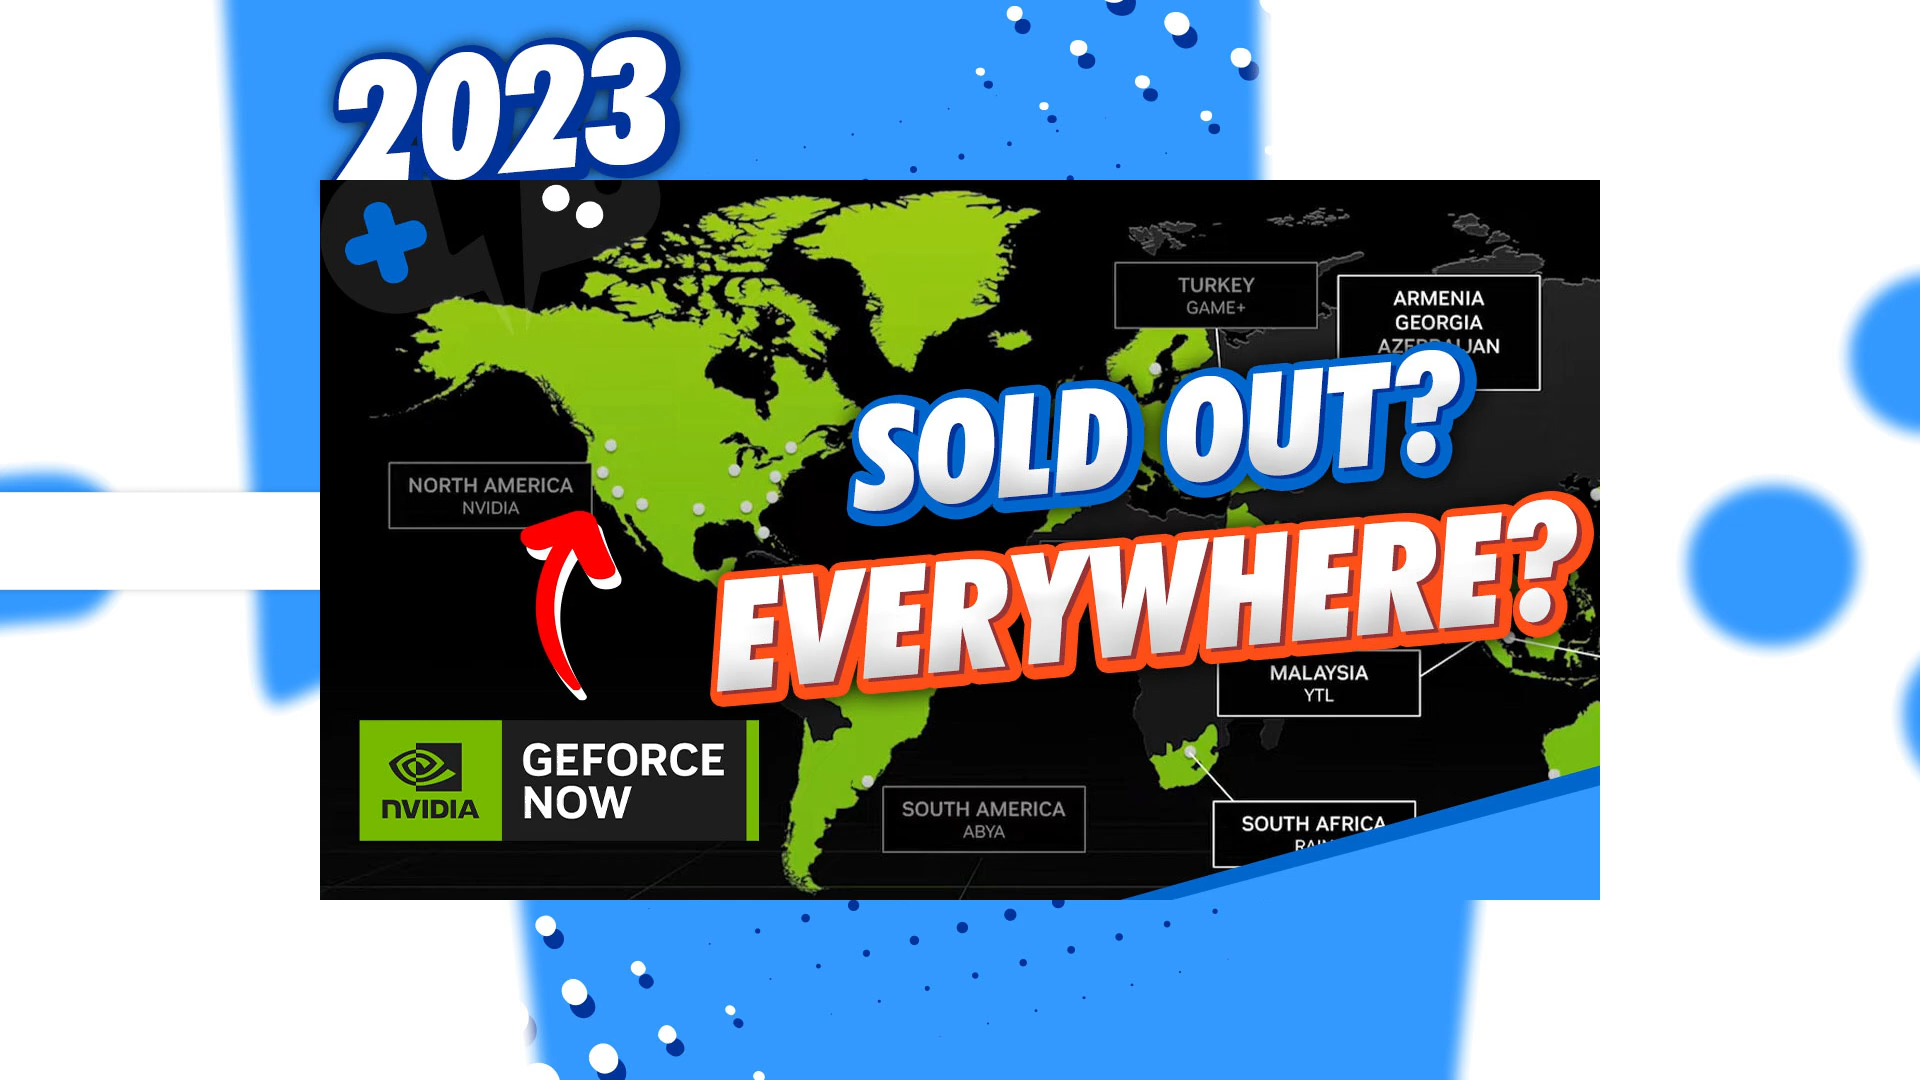 2023
TURKEY
GAME+
ARMENIA
GEORGIA
AZERBAIJAN
SOLD OUT?
NORTH AMERICA
NVIDIA
EVERYWHERE?
MALAYSIA
YTL
NVIDIA
GEFORCE
NOW
SOUTH AMERICA
ABYA
SOUTH AFRICA